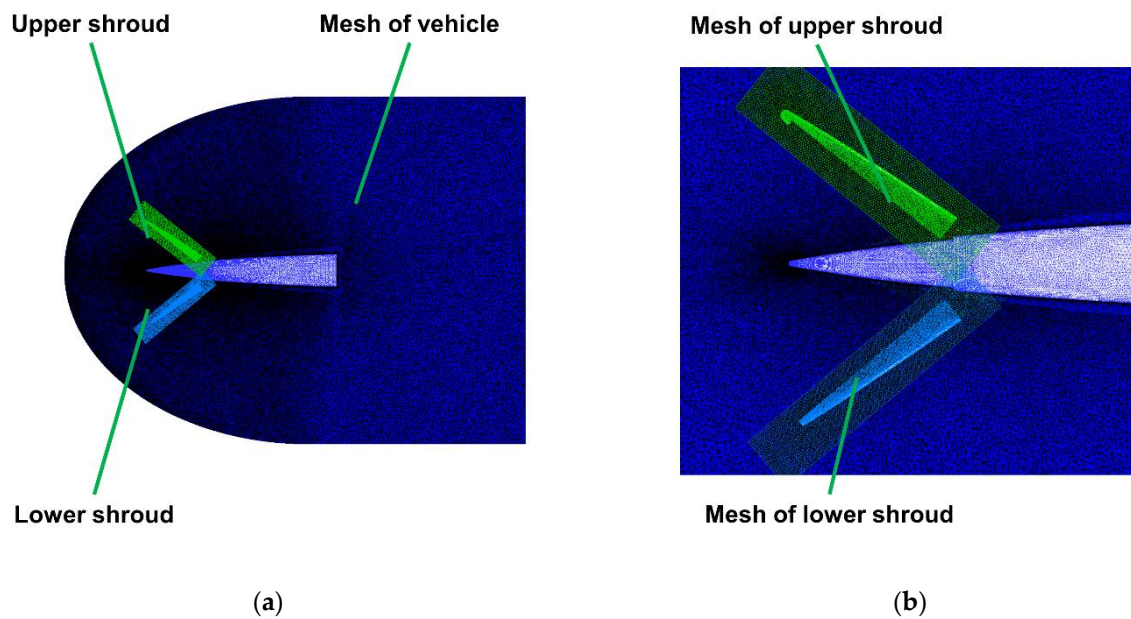 Upper shroud
Mesh of vehicle
Lower shroud
(a)
Mesh of upper shroud
Mesh of lower shroud
(b)